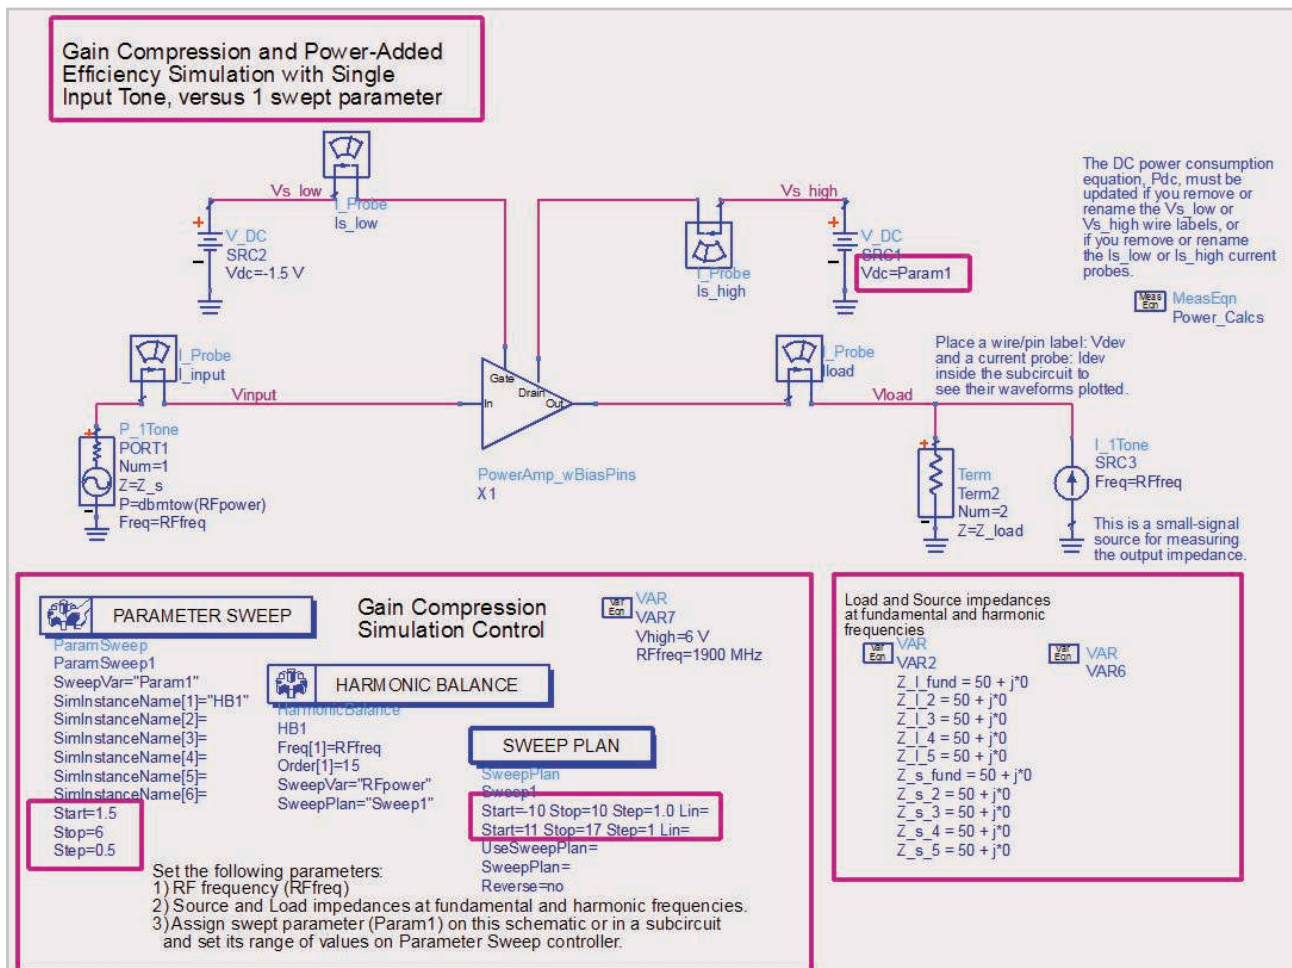 Gain Compression and Power-Added
Efficiency Simulation with Single
Input Tone, versus 1 swept parameter
Vs_low
I_Probe
Is_low
+
V_DC
SRC2
Vdc=-1.5 V
-
Vs_high
I_Probe
Is_high
+
V_DC
SRC1
Vdc=Param1
-
The DC power consumption
equation, Pdc, must be
updated if you remove or
rename the Vs_low or
Vs_high wire labels, or
if you remove or rename
the Is_low or Is_high current
probes.
Meas
Eqn
MeasEqn
Power_Calcs
I_Probe
I_input
Vinput
Gate
Drain
In
Out
PowerAmp_wBiasPins
X1
I_Probe
Iload
Vload
Place a wire/pin label: Vdev
and a current probe: Idev
inside the subcircuit to
see their waveforms plotted.
+
P_1Tone
PORT1
Num=1
Z=Z_s
P=dbmtow(RFpower)
Freq=RFfreq
-
+
Term
Term2
Num=2
Z=Z_load
-
I_1Tone
SRC3
Freq=RFfreq
This is a small-signal
source for measuring
the output impedance.
PARAMETER SWEEP
ParamSweep
ParamSweep1
SweepVar="Param1"
SimInstanceName[1]="HB1"
SimInstanceName[2]=
SimInstanceName[3]=
SimInstanceName[4]=
SimInstanceName[5]=
SimInstanceName[6]=
Start=1.5
Stop=6
Step=0.5
Gain Compression
Simulation Control
HARMONIC BALANCE
HarmonicBalance
HB1
Freq[1]=RFfreq
Order[1]=15
SweepVar="RFpower"
SweepPlan="Sweep1"
Var
Eqn
VAR
VAR7
Vhigh=6 V
RFfreq=1900 MHz
SWEEP PLAN
SweepPlan
Sweep1
Start=-10 Stop=10 Step=1.0 Lin=
Start=11 Stop=17 Step=1 Lin=
UseSweepPlan=
SweepPlan=
Reverse=no
Set the following parameters:
1) RF frequency (RFfreq)
2) Source and Load impedances at fundamental and harmonic frequencies.
3)Assign swept parameter (Param1) on this schematic or in a subcircuit
and set its range of values on Parameter Sweep controller.
Load and Source impedances
at fundamental and harmonic
frequencies
Var
Eqn
VAR
VAR2
Z_l_fund = 50 + j*0
Z_l_2 = 50 + j*0
Z_l_3 = 50 + j*0
Z_l_4 = 50 + j*0
Z_l_5 = 50 + j*0
Z_s_fund = 50 + j*0
Z_s_2 = 50 + j*0
Z_s_3 = 50 + j*0
Z_s_4 = 50 + j*0
Z_s_5 = 50 + j*0
Var
Eqn
VAR
VAR6